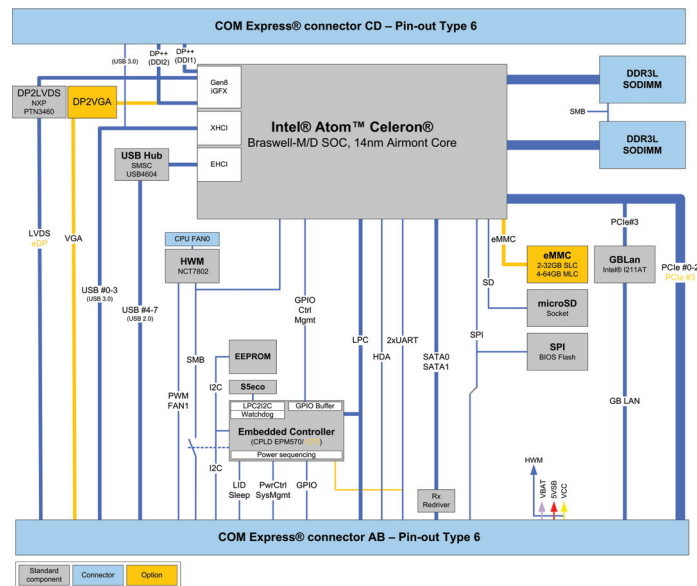 COM Express® connector CD – Pin-out Type 6
(USB 3.0)
DP++
(DDI2)
DP++
(DDI1)
DP2LVDS
NXP
PTN3460
DP2VGA
Gen8
iGFX
XHCI
EHCI
Intel® Atom™ Celeron®
Braswell-M/D SOC, 14nm Airmont Core
DDR3L
SODIMM
SMB
DDR3L
SODIMM
USB Hub
SMSC
USB4604
LVDS
eDP
VGA
USB #0-3
(USB 3.0)
USB #4-7
(USB 2.0)
CPU FAN0
HWM
NCT7802
PWM
FAN1
SMB
I2C
EEPROM
S5eco
GPIO
Ctrl
Mgmt
LPC
HDA
2xUART
SATA0
SATA1
eMMC
SD
SPI
eMMC
2-32GB SLC
4-64GB MLC
microSD
Socket
SPI
BIOS Flash
PCIe#3
GBLan
Intel® I211AT
PCIe #0-2
PCIe #3
GB LAN
LPC2I2C
Watchdog
GPIO Buffer
Embedded Controller
(CPLD EPM570/
Power sequencing
I2C
LID
Sleep
PwrCtrl
SysMgmt
GPIO
Rx
Redriver
HWM
VBAT
5VSB
VCC
COM Express® connector AB – Pin-out Type 6
Standard
component
Connector
Option